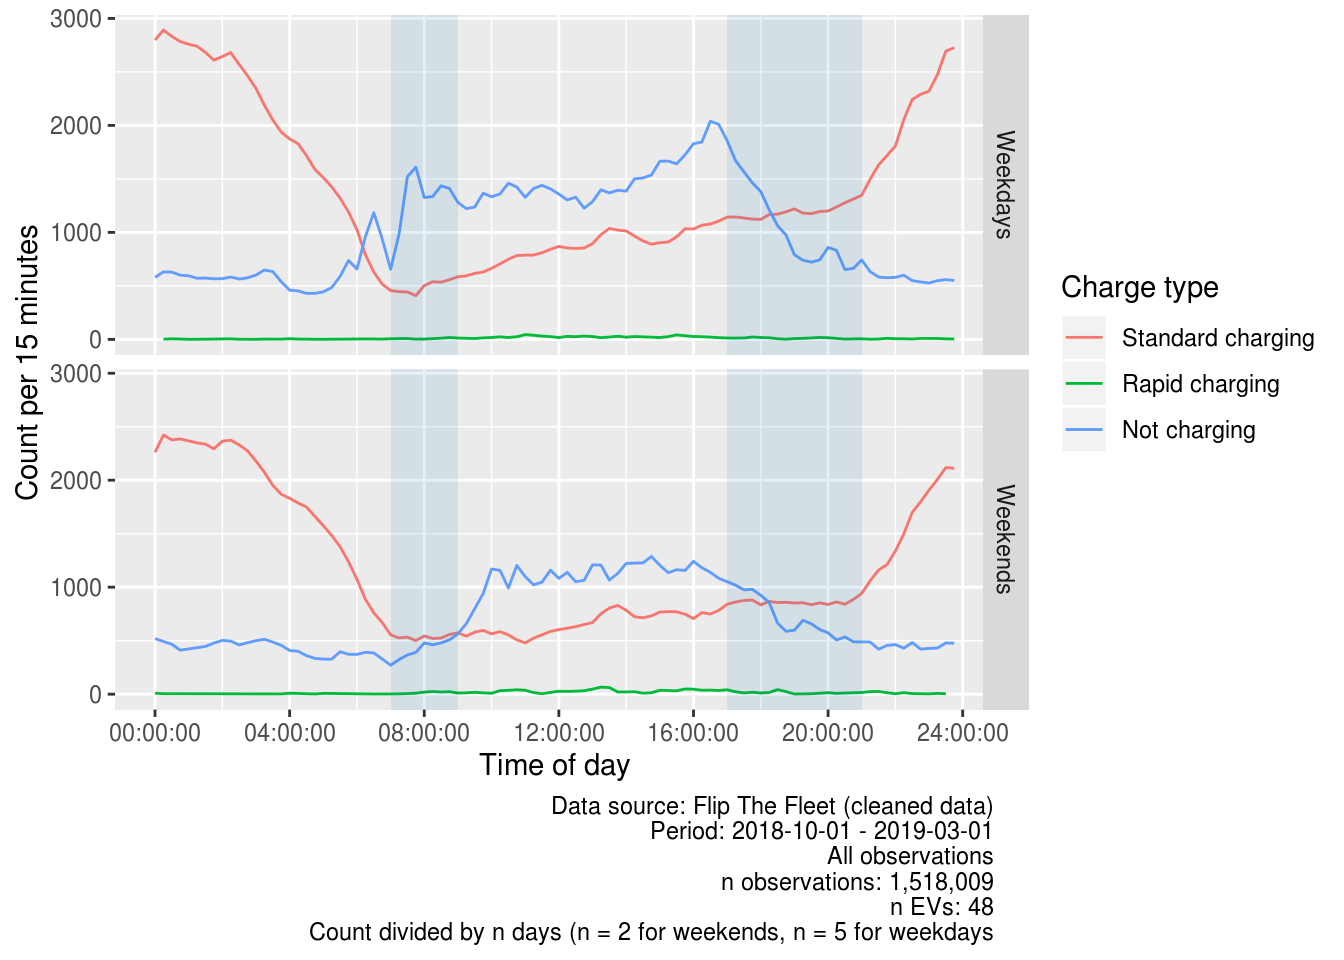 3000
2000
1000
0
Weekdays
3000
2000
1000
0
Weekends
Count per 15 minutes
00:00:00 04:00:00 08:00:00 12:00:00 16:00:00 20:00:00 24:00:00
Time of day
Charge type
Standard charging
Rapid charging
Not charging
Data source: Flip The Fleet (cleaned data)
Period: 2018-10-01 - 2019-03-01
All observations
n observations: 1,518,009
n EVs: 48
Count divided by n days (n = 2 for weekends, n = 5 for weekdays